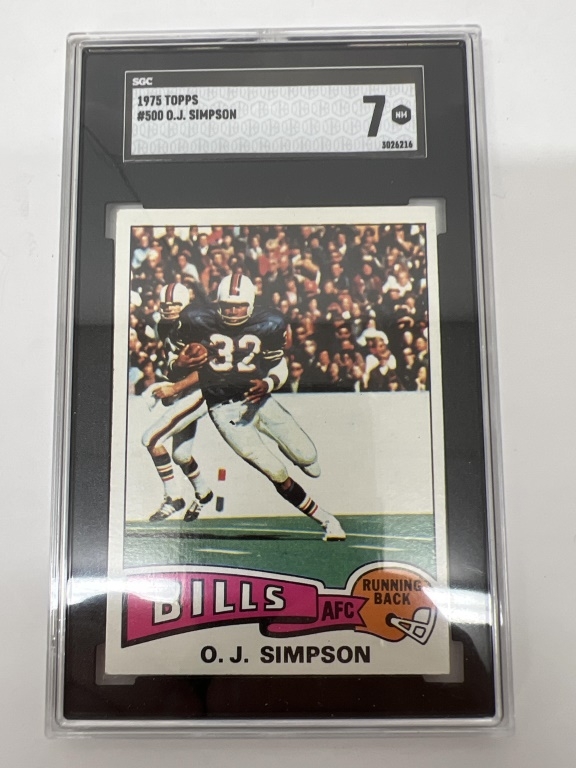 SGC
1975 TOPPS
#500 O.J. SIMPSON
7 NM
3026216
32
BILLS
AFC
RUNNING
BACK
O. J. SIMPSON